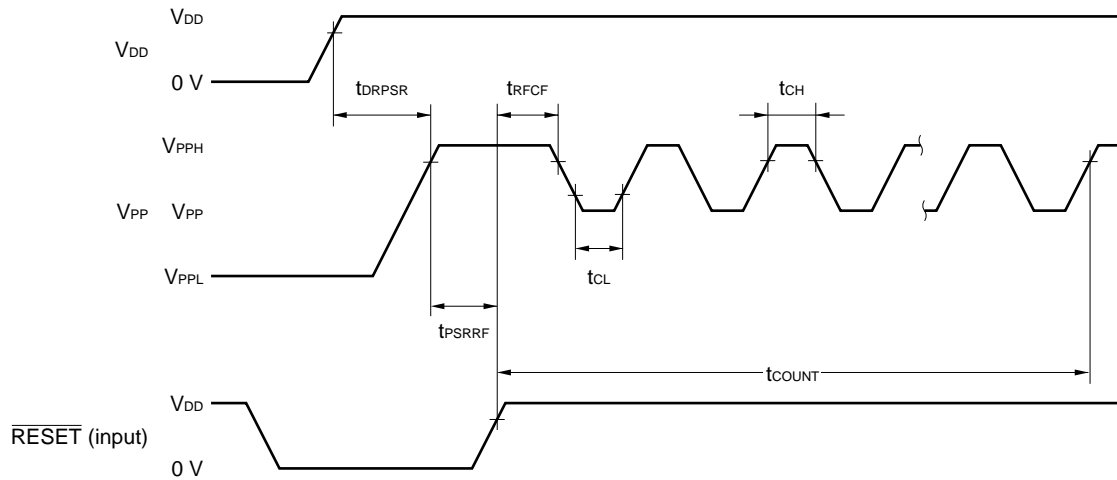 VDD
VDD
0 V
tDRPSR
tRFCF
tCH
VPPH
VPP VPP
tCL
VPPL
tPSRRF
tCOUNT
VDD
RESET (input)
0 V